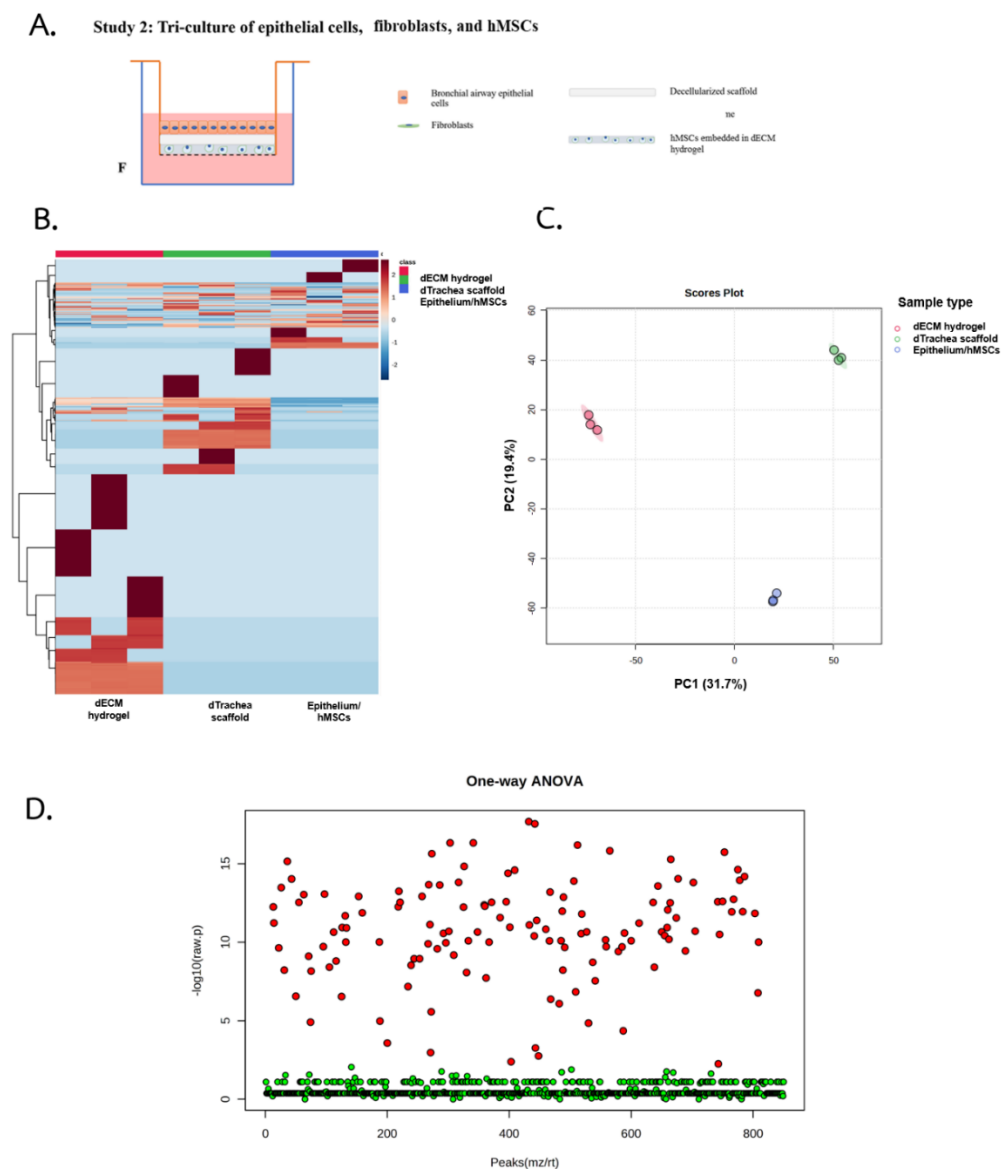 A.
Study 2: Tri-culture of epithelial cells, fibroblasts, and hMSCs
Bronchial airway epithelial
cells
Fibroblasts
Decellularized scaffold
ne
hMSCs embedded in dECM
hydrogel
F
B.
class
dECM hydrogel
dTrachea scaffold
Epithelium/hMSCs
2
1
0
-1
-2
dECM
hydrogel
dTrachea
scaffold
Epithelium/
hMSCs
C.
Scores Plot
Sample type
dECM hydrogel
dTrachea scaffold
Epithelium/hMSCs
PC2 (19.4%)
60
40
20
0
-20
-40
-60
-50
0
50
PC1 (31.7%)
D.
One-way ANOVA
-log10(raw.p)
15
10
5
0
0
200
400
600
800
Peaks(mz/rt)